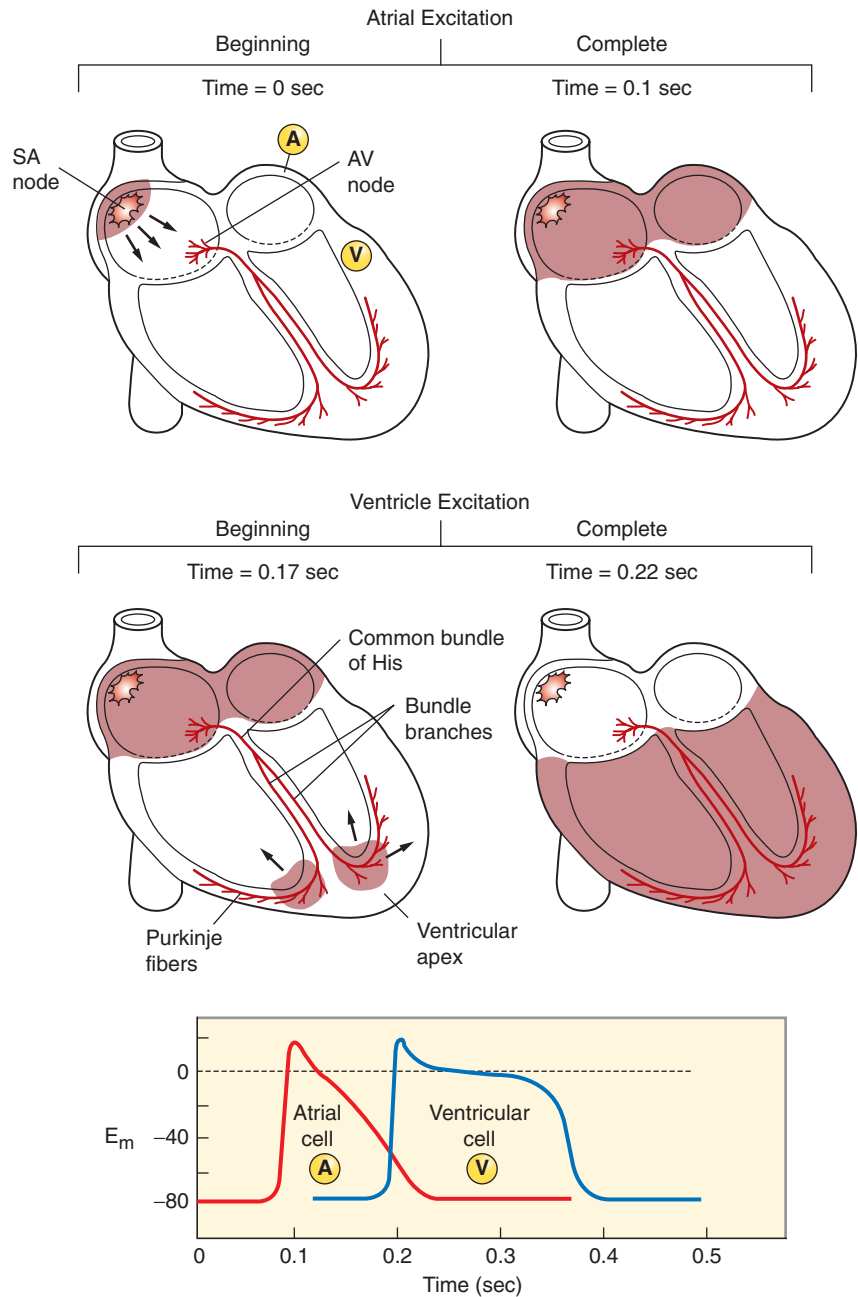 Atrial Excitation
Beginning
Complete
Time = 0 sec
Time = 0.1 sec
SA
node
A
AV
node
V
Ventricle Excitation
Beginning
Complete
Time = 0.17 sec
Time = 0.22 sec
Common bundle
of His
Bundle
branches
Purkinje
fibers
Ventricular
apex
Em
0
−40
−80
Atrial
cell
A
Ventricular
cell
V
0
0.1
0.2
0.3
0.4
0.5
Time (sec)